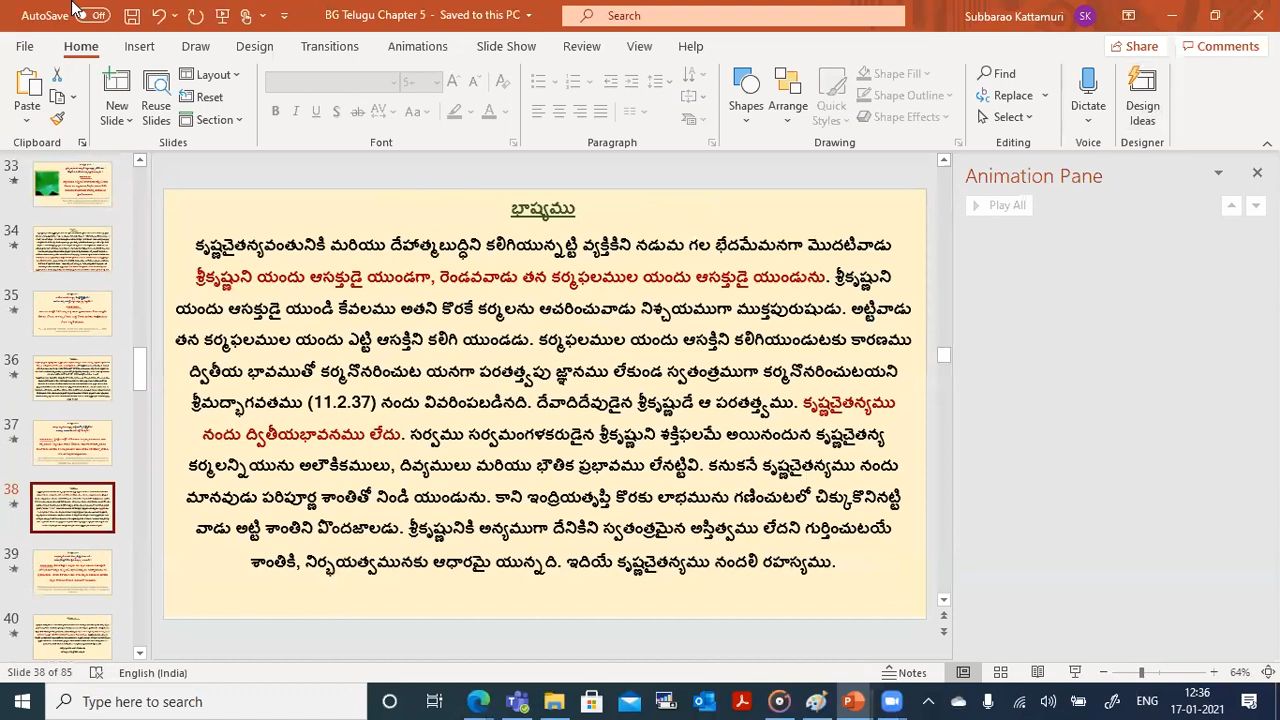 AutoSave Off BG Telugu Chapter 5 - Saved to this PC Search Subbarao Kattamuri SK
File Home Insert Draw Design Transitions Animations Slide Show Review View Help Share Comments
Paste New Slide Reuse Slides Layout Reset Section 5+ Shapes Arrange Quick Styles Shape Fill Shape Outline Shape Effects Find Replace Select Dictate Design Ideas
Clipboard Slides Font Paragraph Drawing Editing Voice Designer
33
34
35
36
37
38
39
40
భాష్యము
కృష్ణచైతన్యవంతునికి మరియు దేహాత్మబుద్ధిని కలిగియున్నట్టి వ్యక్తికిని నడుమ గల భేదమేమనగా మొదటివాడు
శ్రీకృష్ణుని యందు ఆసక్తుడై యుండగా, రెండవవాడు తన కర్మఫలముల యందు ఆసక్తుడై యుండును. శ్రీకృష్ణుని
యందు ఆసక్తుడై యుండి కేవలము అతని కొరకే కర్మలను ఆచరించువాడు నిశ్చయముగా ముక్తపురుషుడు. అట్టివాడు
తన కర్మఫలముల యందు ఎట్టి ఆసక్తిని కలిగి యుండడు. కర్మఫలముల యందు ఆసక్తిని కలిగియుండుటకు కారణము
ద్వితీయ భావముతో కర్మనొనరించుట యనగా పరతత్త్వపు జ్ఞానము లేకుండ స్వతంత్రముగా కర్మనొనరించుటయని
శ్రీమద్భాగవతము (11.2.37) నందు వివరింపబడినది. దేవాదిదేవుడైన శ్రీకృష్ణుడే ఆ పరతత్త్వము. కృష్ణచైతన్యము
నందు ద్వితీయభావనము లేదు. సర్వము సర్వమంగళకరుడైన శ్రీకృష్ణుని శక్తిఫలమే అయినందున కృష్ణచైతన్య
కర్మలన్నియును అలౌకికములు, దివ్యములు మరియు భౌతిక ప్రభావము లేనట్టివి. కనుకనే కృష్ణచైతన్యము నందు
మానవుడు పరిపూర్ణ శాంతితో నిండి యుండును. కాని ఇంద్రియతృప్తి కొరకు లాభమును గణించుటలో చిక్కుకొనినట్టి
వాడు అట్టి శాంతిని పొందజాలడు. శ్రీకృష్ణునికి అన్యముగా దేనికిని స్వతంత్రమైన అస్తిత్వము లేదని గుర్తించుటయే
శాంతికి, నిర్భయత్వమునకు ఆధారమై యున్నది. ఇదియే కృష్ణచైతన్యము నందలి రహస్యము.
Animation Pane
Play All
Slide 38 of 85 English (India) Notes 64%
Type here to search ENG 12:36
17-01-2021